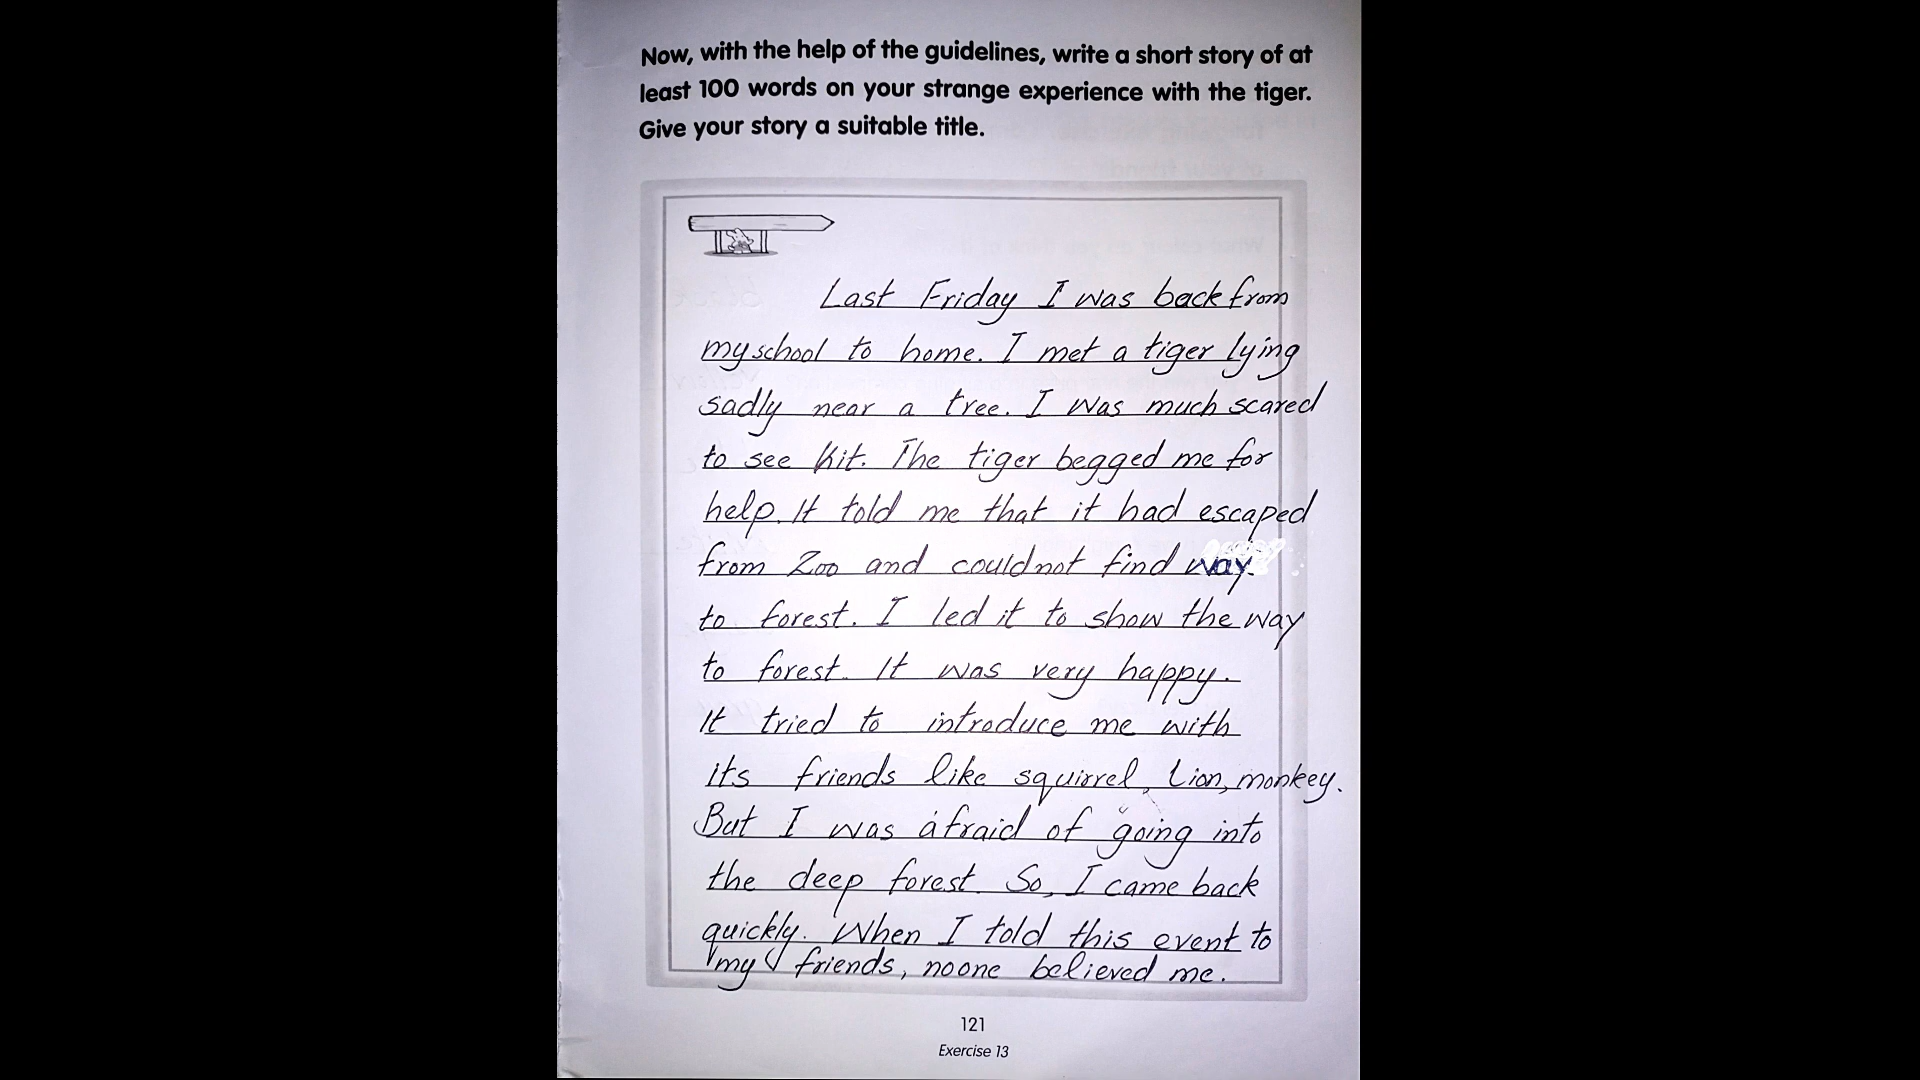 Now, with the help of the guidelines, write a short story of at
least 100 words on your strange experience with the tiger.
Give your story a suitable title.
Last Friday I was back from
my school to home. I met a tiger lying
sadly near a tree. I was much scared
to see hit. The tiger begged me for
help. It told me that it had escaped
from Zoo and couldnot find way.
to forest. I led it to show the way
to forest. It was very happy.
It tried to introduce me with
its friends like squirrel, Lion, monkey.
But I was afraid of going into
the deep forest. So, I came back
quickly. When I told this event to
my friends, noone believed me.
121
Exercise 13